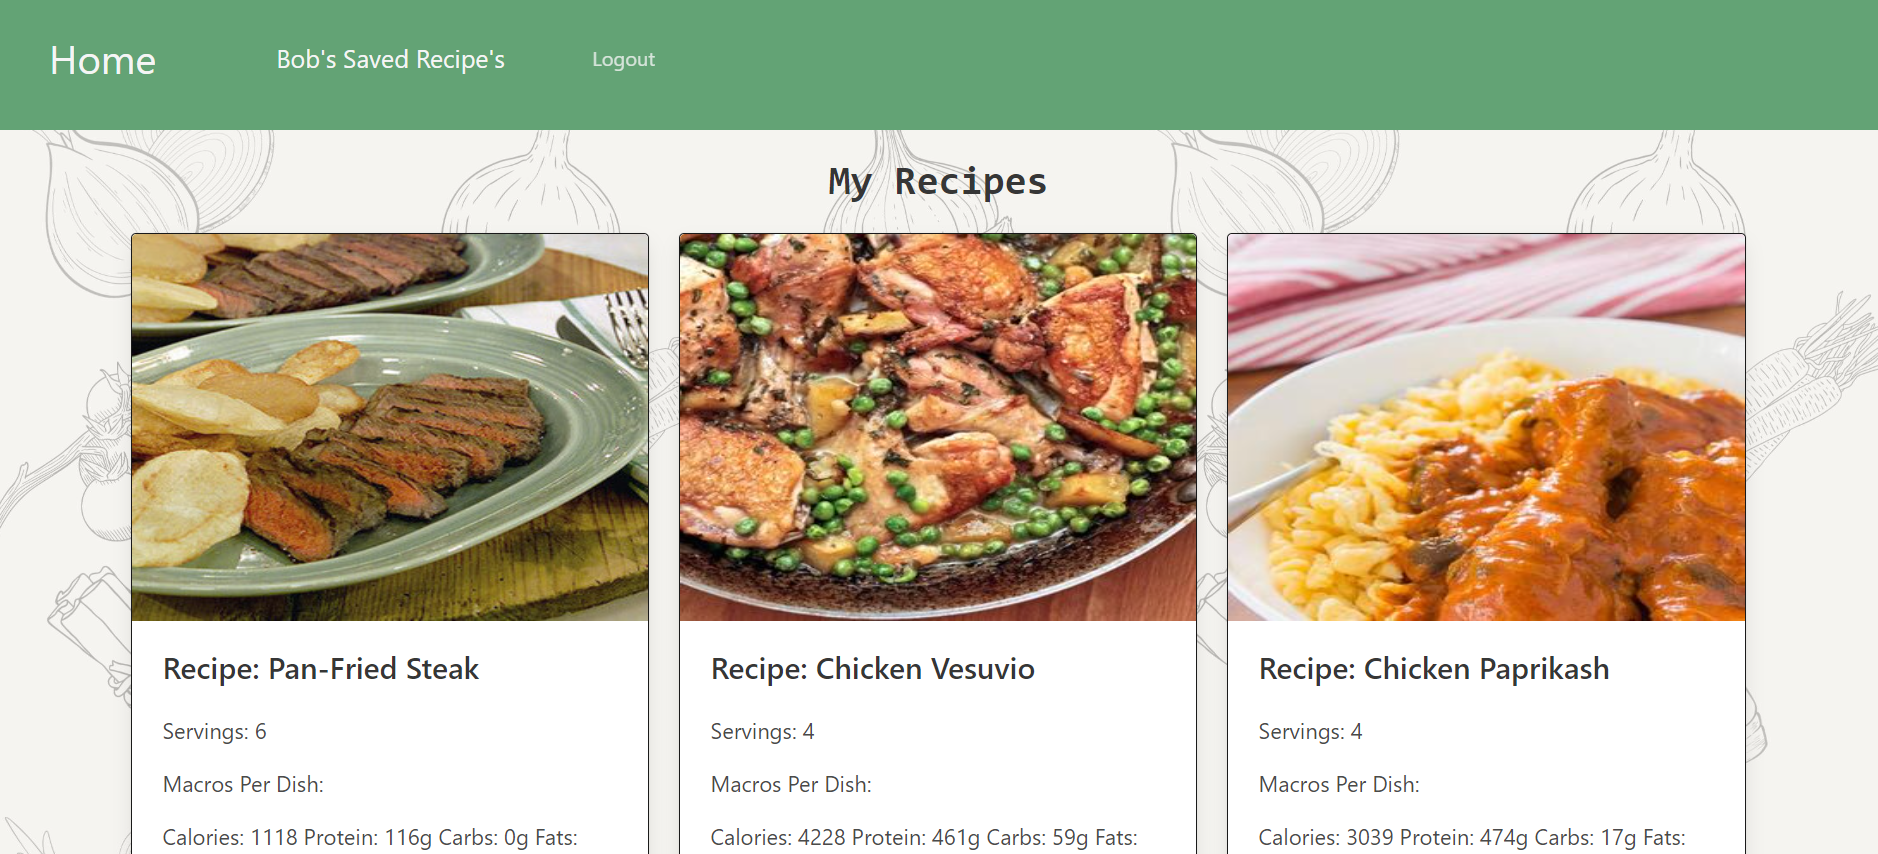 Home Bob's Saved Recipe's Logout
My Recipes
Recipe: Pan-Fried Steak
Servings: 6
Macros Per Dish:
Calories: 1118 Protein: 116g Carbs: 0g Fats:
Recipe: Chicken Vesuvio
Servings: 4
Macros Per Dish:
Calories: 4228 Protein: 461g Carbs: 59g Fats:
Recipe: Chicken Paprikash
Servings: 4
Macros Per Dish:
Calories: 3039 Protein: 474g Carbs: 17g Fats: